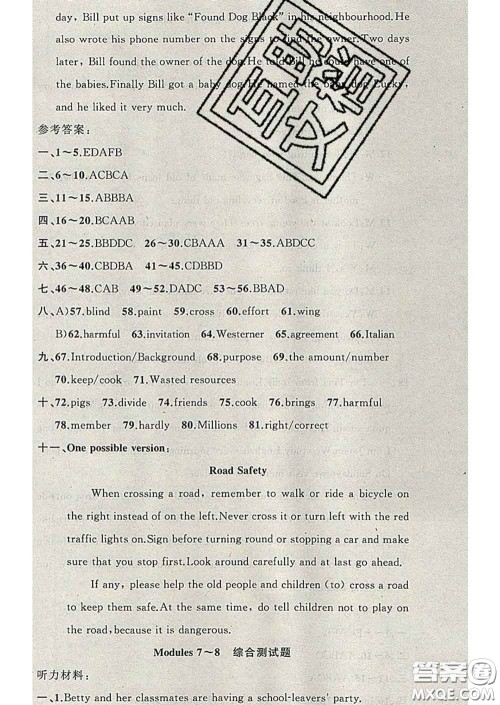 day, Bill put up signs like “Found Dog Black” in his neighbourhood. He
also wrote his phone number on to find the owner. Two days
later, Bill found the owner of the dog. He told Bill he could have one of
the babies. Finally Bill got a baby dog. He named the baby dog Lucky,
and he liked it very much.
参考答案:
一、1～5.EDAFB
二、6～10.ACBCA
三、11～15.ABBBA
四、16～20.BCAAB
五、21～25.BBDDC 26～30.CBAAA 31～35.ABDCC
六、36～40.CBDBA 41～45.CDBBD
七、46～48.CAB 49～52.DADC 53～56.BBAD
八、A)57.blind 58.paint 59.cross 60.effort 61.wing
B)62.harmful 63.invitation 64.Westerner 65.agreement 66.Italian
九、67.Introduction/Background 68.purpose 69.the amount/number
70.keep/cook 71.Wasted resources
十、72.pigs 73.divide 74.friends 75.cook 76.brings 77.harmful
78.member 79.hardly 80.Millions 81.right/correct
十一、One possible version:
Road Safety
When crossing a road, remember to walk or ride a bicycle on
the right instead of on the left.Never cross it or turn left with the red
traffic lights on.Sign before turning round or stopping a car and make
sure that you stop first.Look around carefully and at last go ahead.
If any, please help the old people and children (to) cross a road
to keep them safe.At the same time, do tell children not to play on
the road, because it is dangerous.
Modules 7～8 综合测试题
听力材料:
一、1.Betty and her classmates are having a school-leavers' party.
答案圈
MXQE.COM